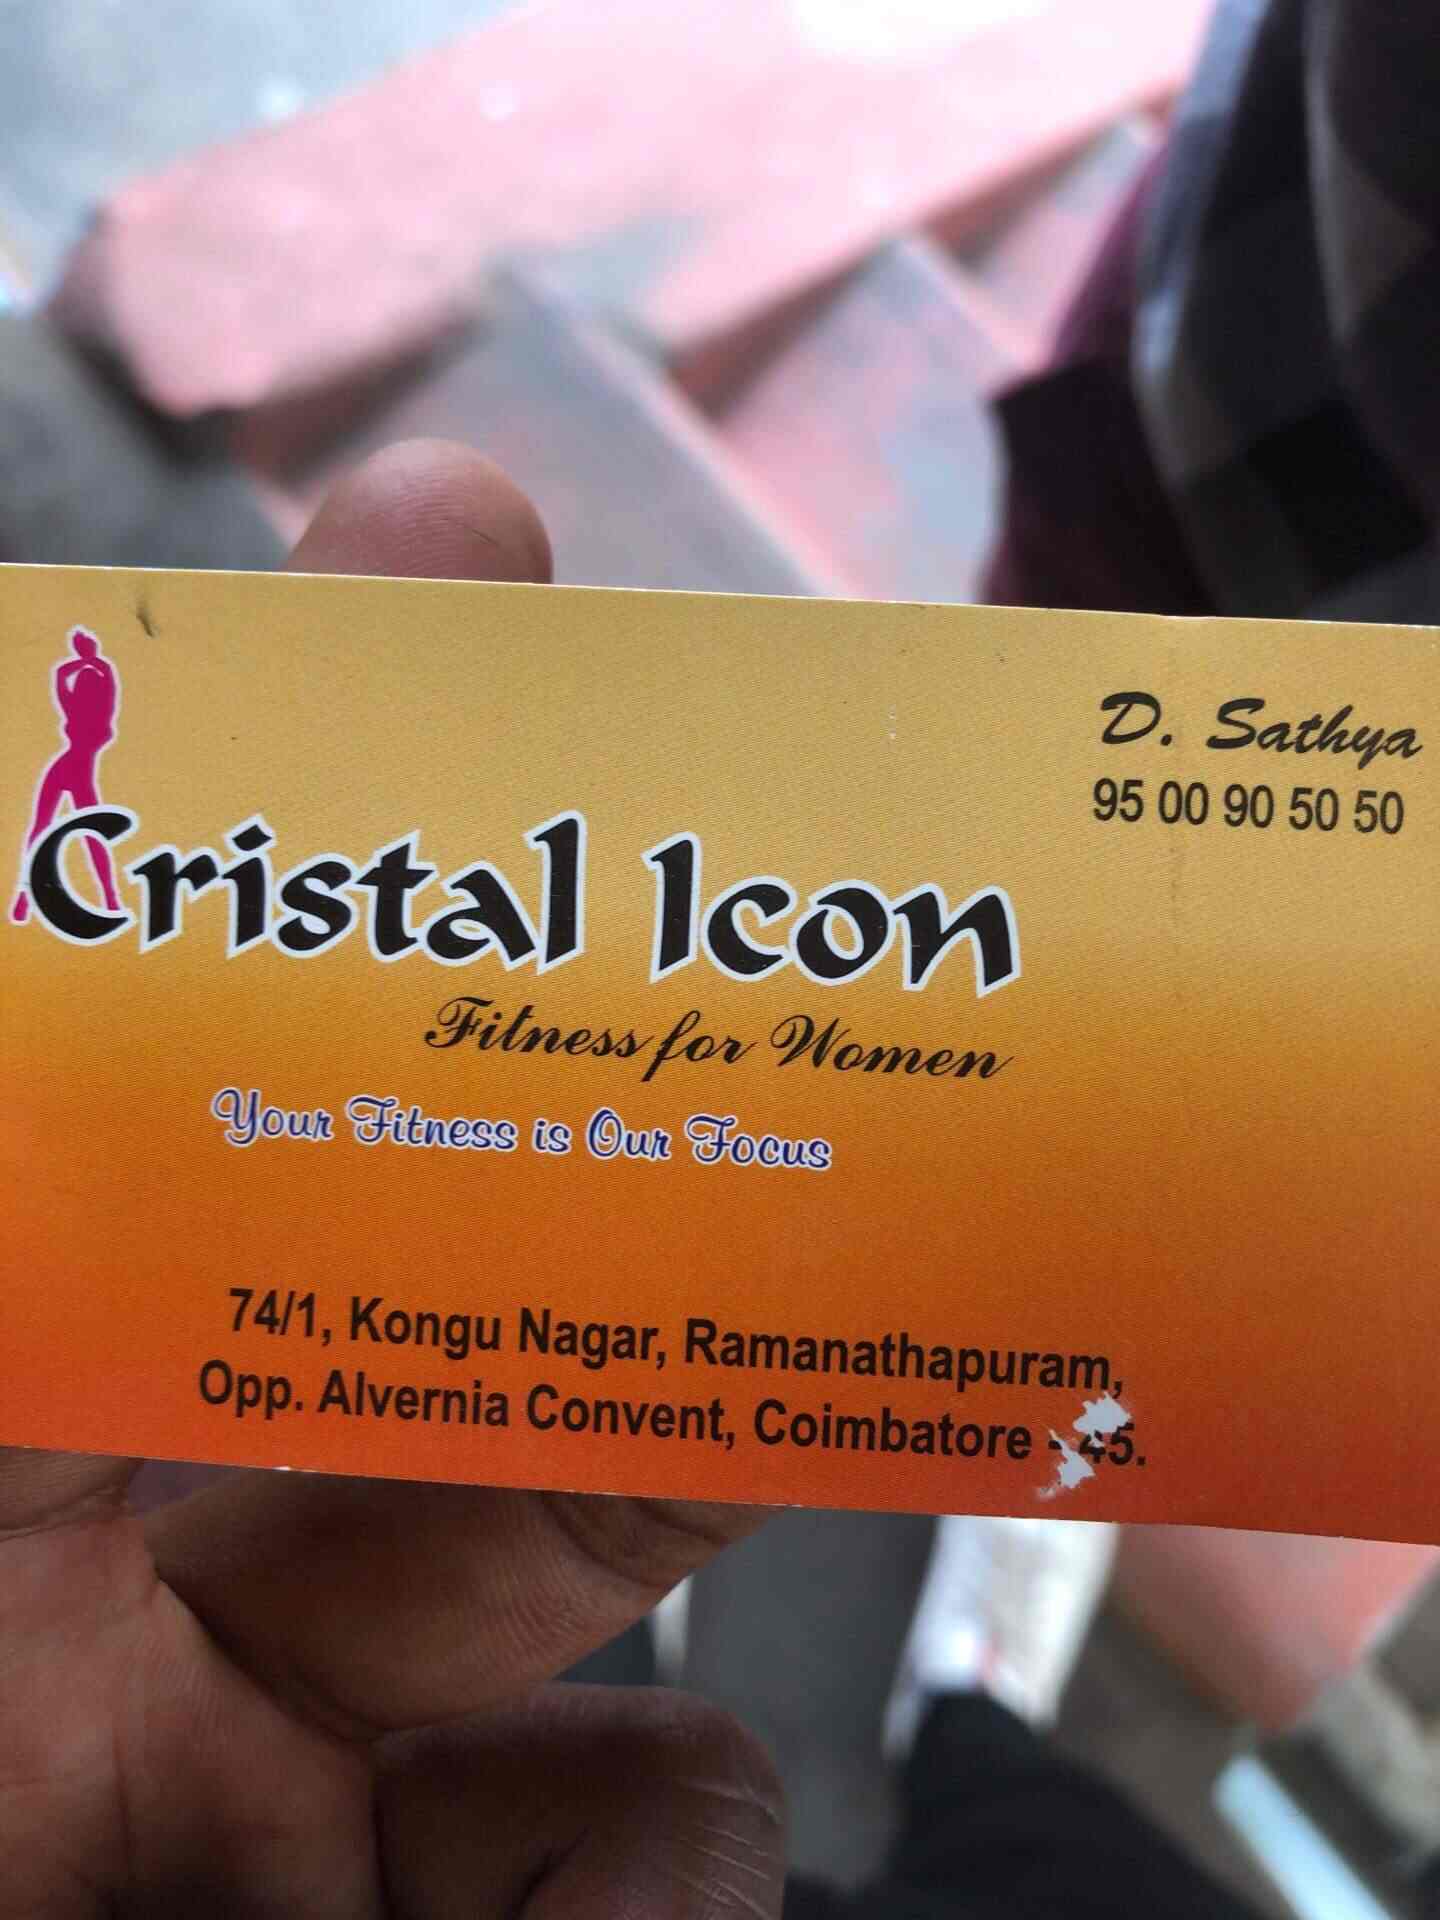 D. Sathya
95 00 90 50 50
Cristal Icon
Fitness for Women
Your Fitness is Our Focus
74/1, Kongu Nagar, Ramanathapuram,
Opp. Alvernia Convent, Coimbatore - 45.